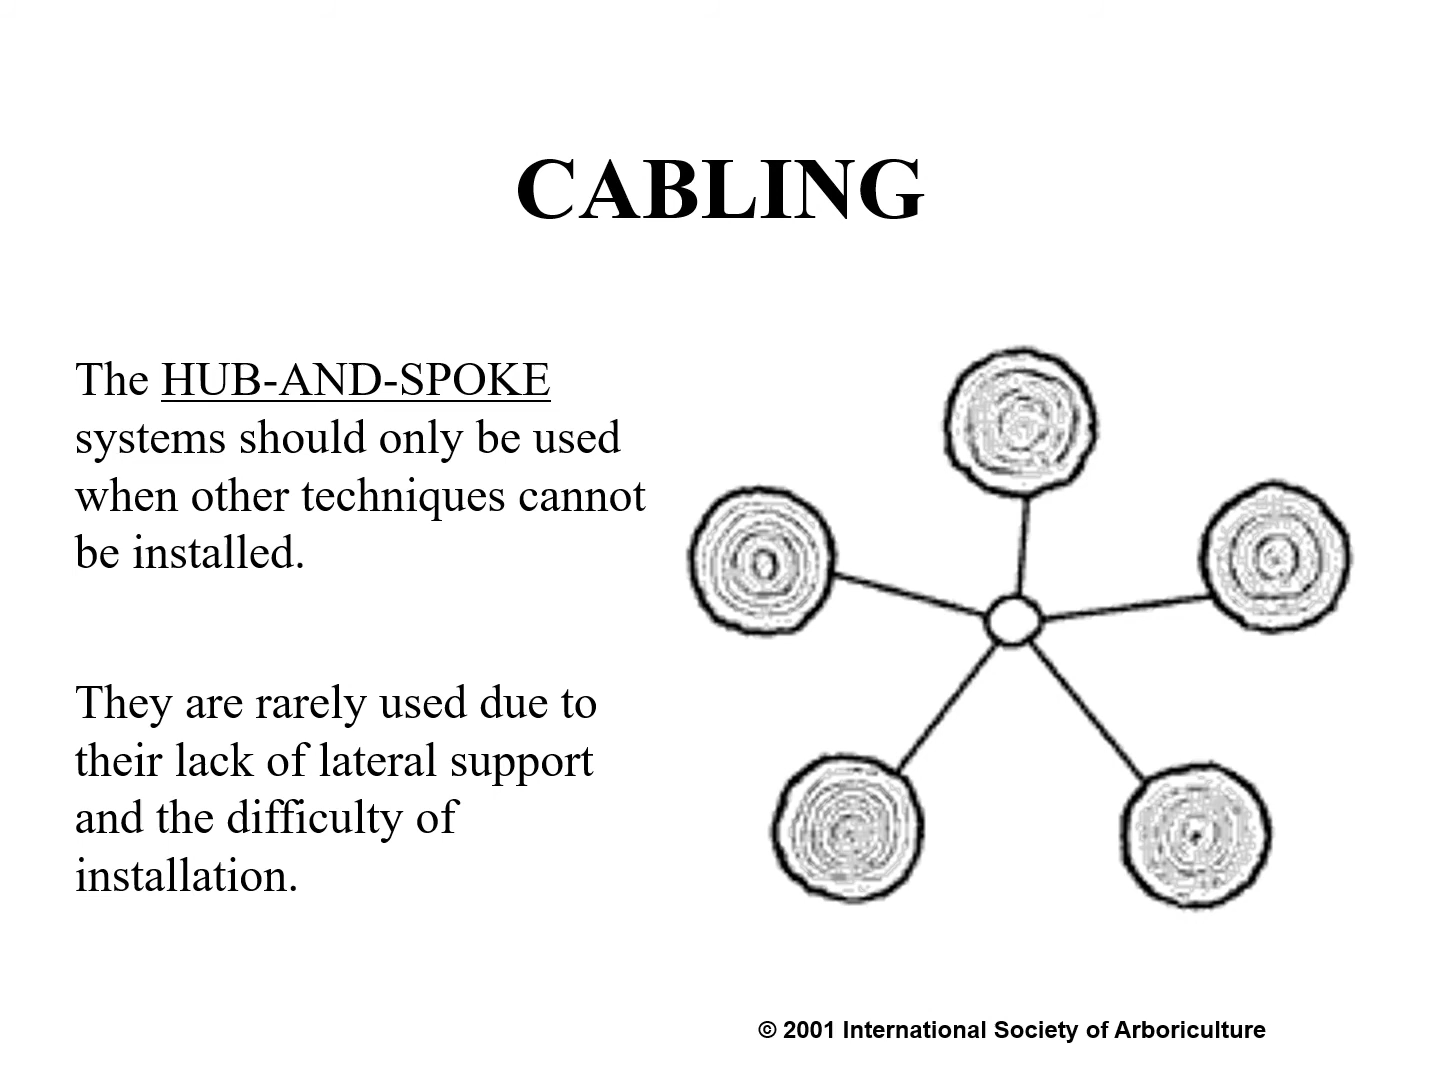 CABLING
The HUB-AND-SPOKE
systems should only be used
when other techniques cannot
be installed.
They are rarely used due to
their lack of lateral support
and the difficulty of
installation.
© 2001 International Society of Arboriculture